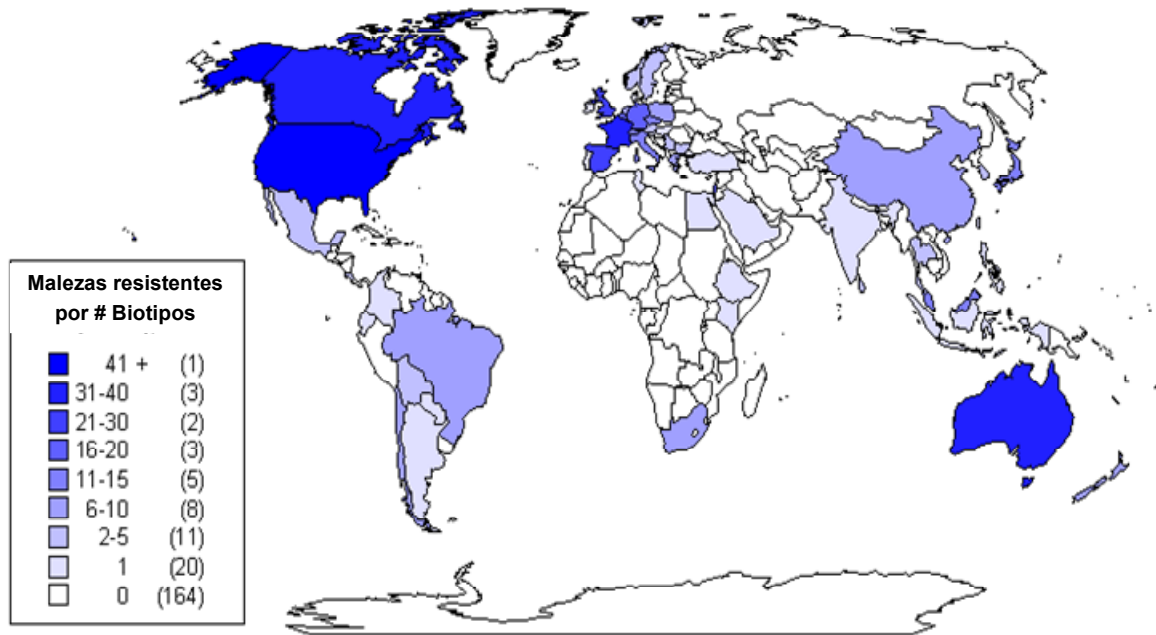 Malezas resistentes
por # Biotipos
41 + (1)
31-40 (3)
21-30 (2)
16-20 (3)
11-15 (5)
6-10 (8)
2-5 (11)
1 (20)
0 (164)